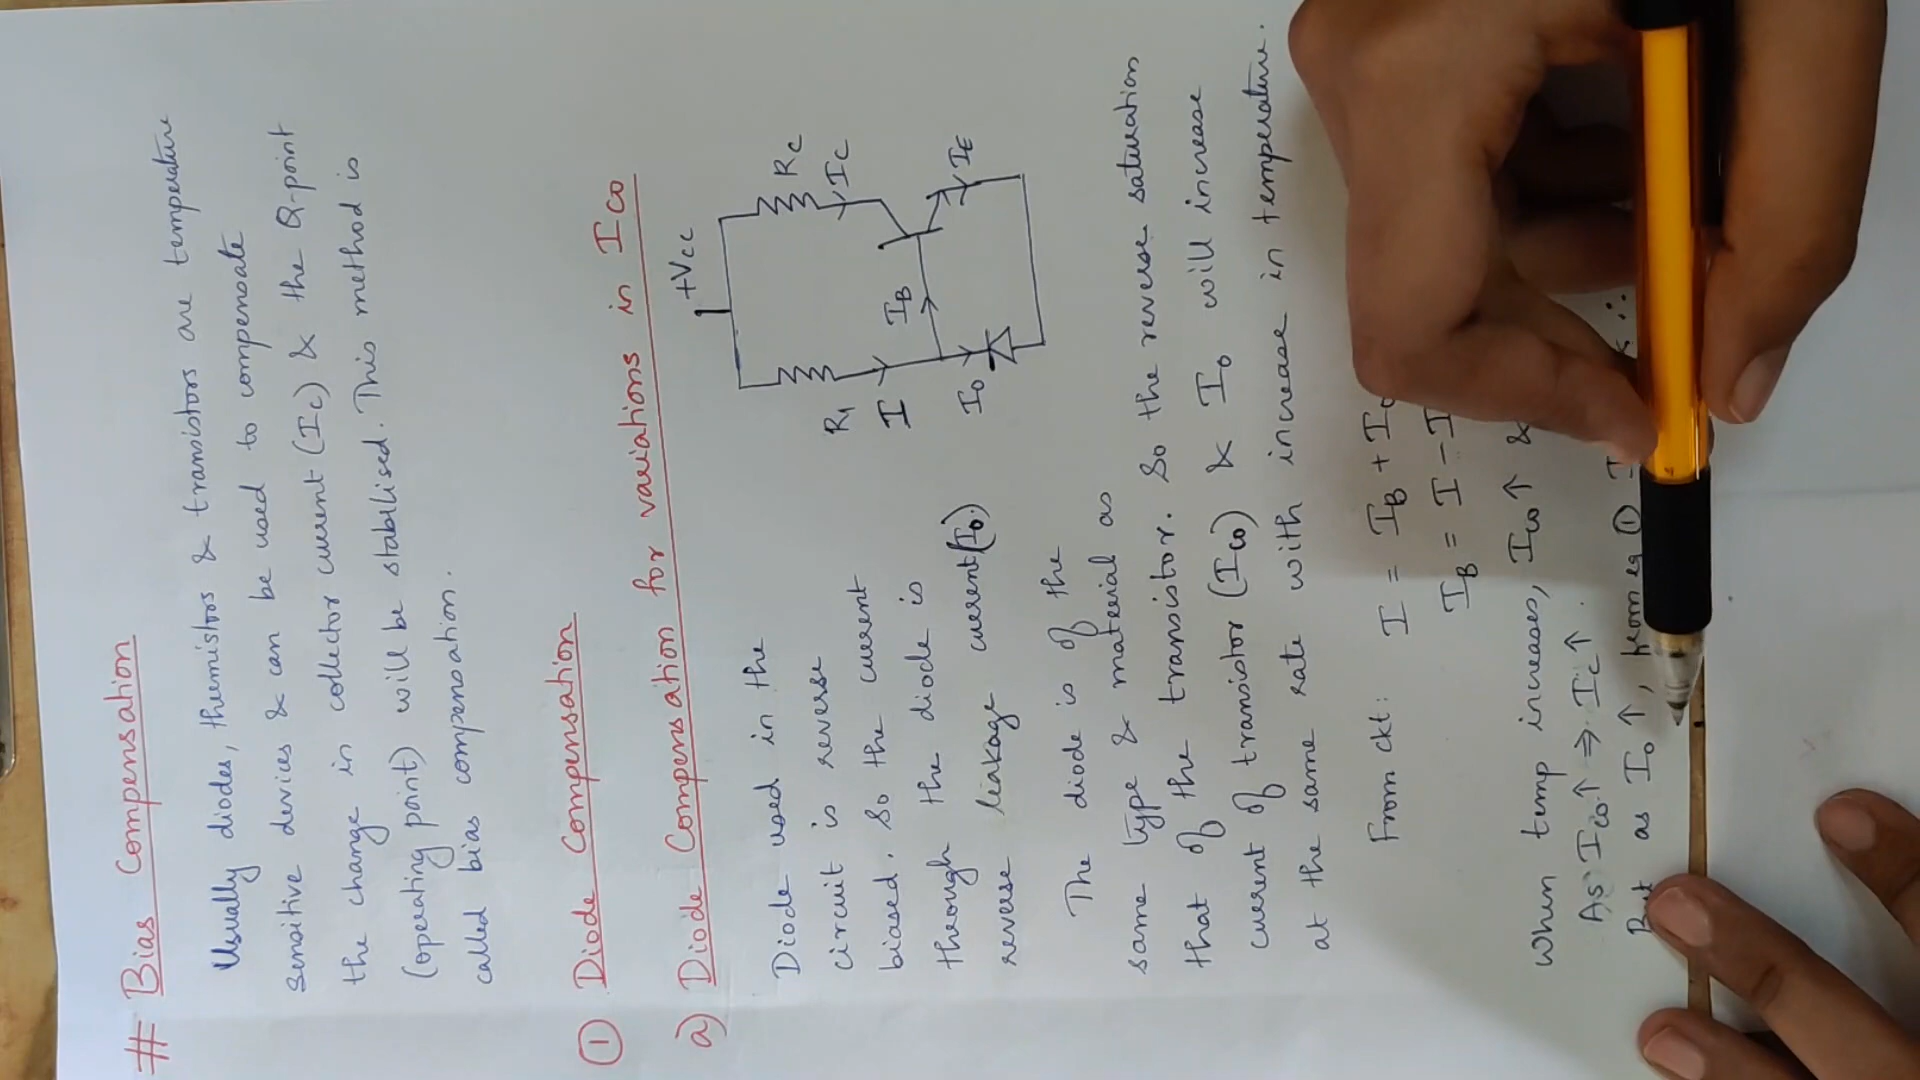 # Bias Compensation
Usually diodes, themistors & transistors are temperature
sensitive devices & can be used to compensate
the change in collector current (IC) & the Q-point
(operating point) will be stabilised. This method is
called bias compensation.
① Diode Compensation
a) Diode Compensation for variations in ICO
+VCC
R1
RC
I
IC
IB
IO
IE
Diode used in the
circuit is reverse
biased. So the current
through the diode is
reverse leakage current (IO.)
The diode is of the
same type & material as
that of the transistor. So the reverse saturation
current of transistor (ICO) & IO will increase
at the same rate with increase in temperature.
From ckt: I = IB + IO
IB = I - I
When temp increases, ICO↑ &
As ICO↑ ⇒ IC↑.
But as IO↑, from eq ① I